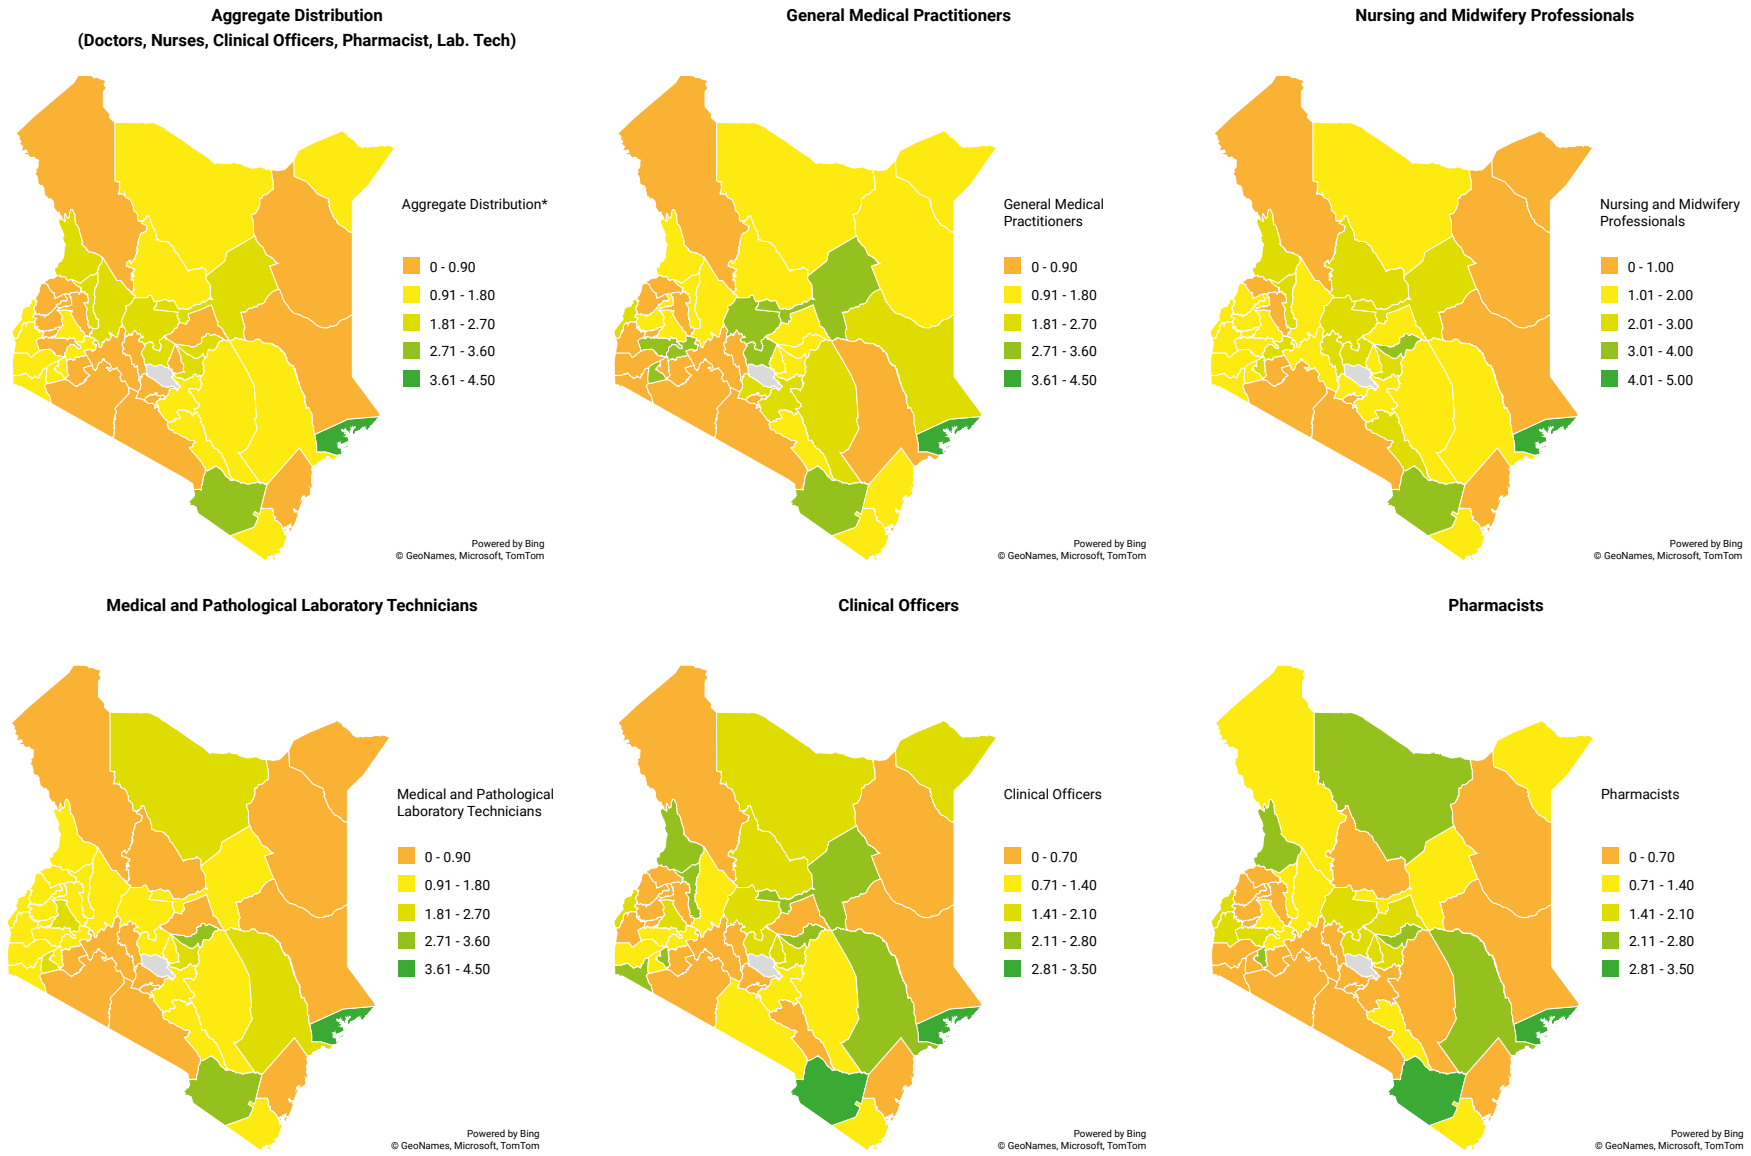 Aggregate Distribution
(Doctors, Nurses, Clinical Officers, Pharmacist, Lab. Tech)
Aggregate Distribution*
0 - 0.90
0.91 - 1.80
1.81 - 2.70
2.71 - 3.60
3.61 - 4.50
Powered by Bing
© GeoNames, Microsoft, TomTom
General Medical Practitioners
General Medical
Practitioners
0 - 0.90
0.91 - 1.80
1.81 - 2.70
2.71 - 3.60
3.61 - 4.50
Powered by Bing
© GeoNames, Microsoft, TomTom
Nursing and Midwifery Professionals
Nursing and Midwifery
Professionals
0 - 1.00
1.01 - 2.00
2.01 - 3.00
3.01 - 4.00
4.01 - 5.00
Powered by Bing
© GeoNames, Microsoft, TomTom
Medical and Pathological Laboratory Technicians
Medical and Pathological
Laboratory Technicians
0 - 0.90
0.91 - 1.80
1.81 - 2.70
2.71 - 3.60
3.61 - 4.50
Powered by Bing
© GeoNames, Microsoft, TomTom
Clinical Officers
Clinical Officers
0 - 0.70
0.71 - 1.40
1.41 - 2.10
2.11 - 2.80
2.81 - 3.50
Powered by Bing
© GeoNames, Microsoft, TomTom
Pharmacists
Pharmacists
0 - 0.70
0.71 - 1.40
1.41 - 2.10
2.11 - 2.80
2.81 - 3.50
Powered by Bing
© GeoNames, Microsoft, TomTom